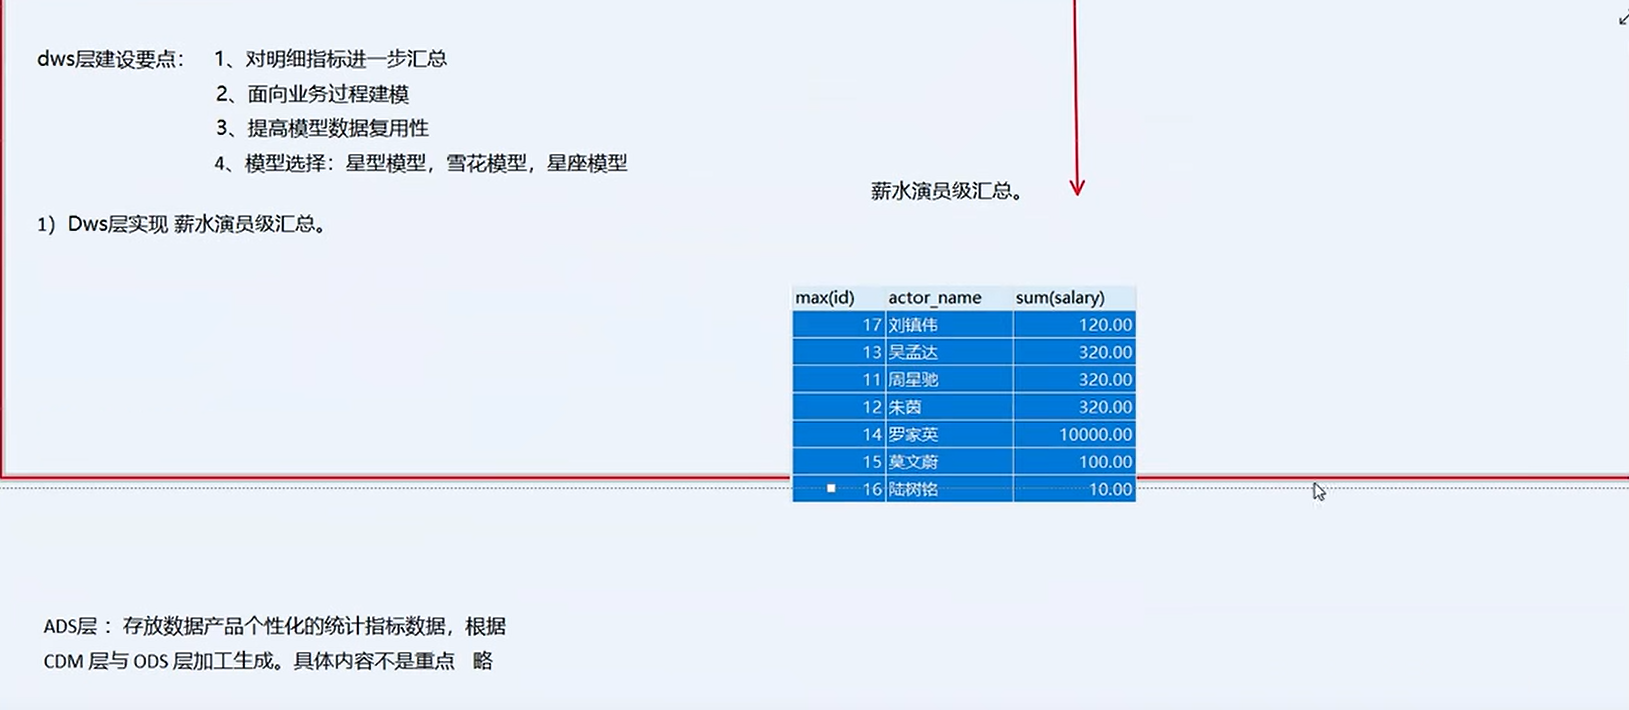 dws层建设要点： 1、对明细指标进一步汇总
2、面向业务过程建模
3、提高模型数据复用性
4、模型选择：星型模型，雪花模型，星座模型
薪水演员级汇总。
1）Dws层实现 薪水演员级汇总。
max(id) actor_name sum(salary)
17 刘镇伟 120.00
13 吴孟达 320.00
11 周星驰 320.00
12 朱茵 320.00
14 罗家英 10000.00
15 莫文蔚 100.00
16 陆树铭 10.00
ADS层 ：存放数据产品个性化的统计指标数据，根据
CDM 层与 ODS 层加工生成。具体内容不是重点 略